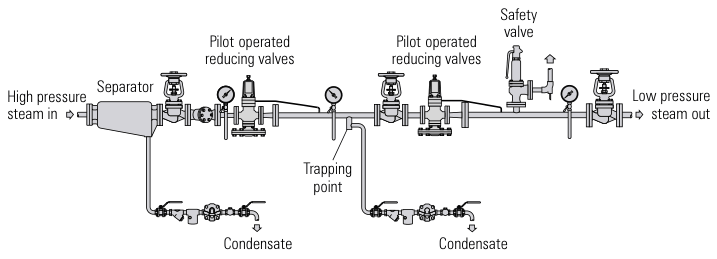 Safety
valve
Pilot operated
reducing valves
Pilot operated
reducing valves
Separator
High pressure
steam in
Low pressure
steam out
Trapping
point
Condensate
Condensate